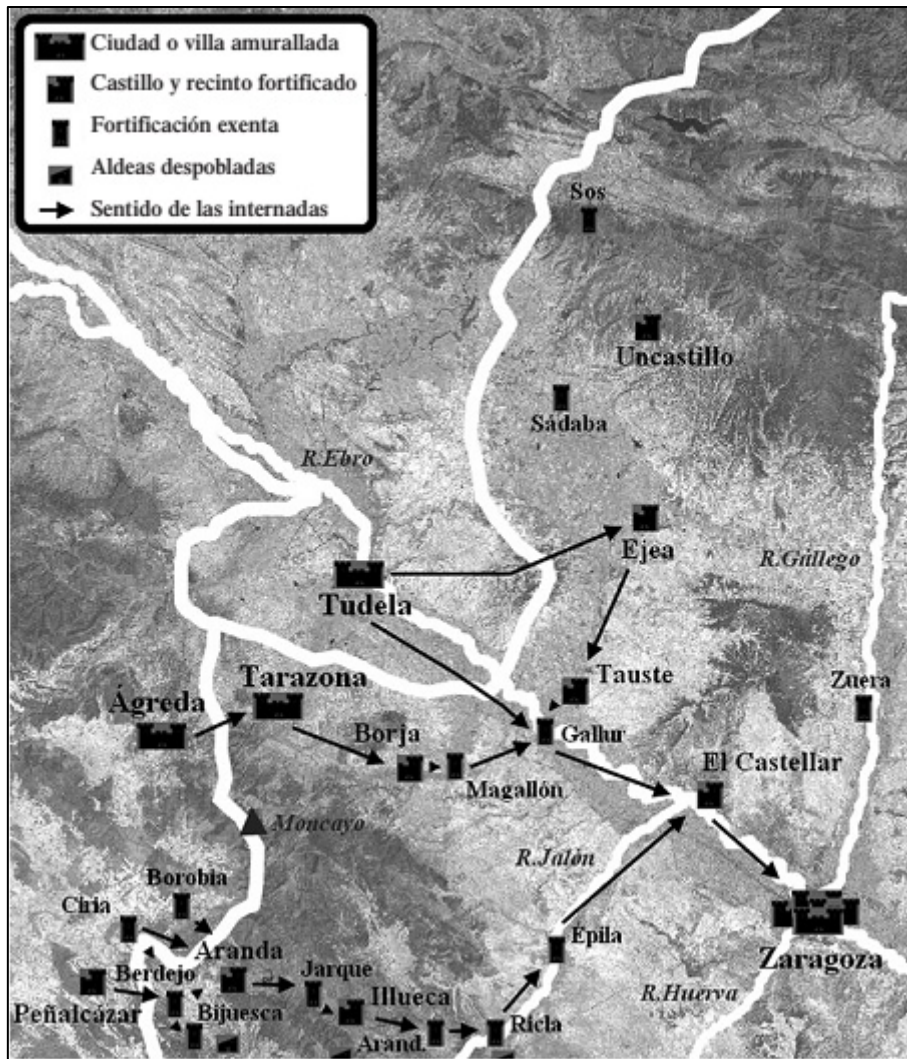 Ciudad o villa amurallada
Castillo y recinto fortificado
Fortificación exenta
Aldeas despobladas
Sentido de las internadas
Sos
Uncastillo
Sádaba
R.Ebro
Ejea
R.Gállego
Tudela
Tauste
Zuera
Tarazona
Ágreda
Borja
Gallur
El Castellar
Magallón
Moncayo
R.Jalón
Borobia
Ciria
Épila
Aranda
Zaragoza
Berdejo
Jarque
Illueca
R.Huerva
Peñalcázar
Bijuesca
Arand.
Ricla